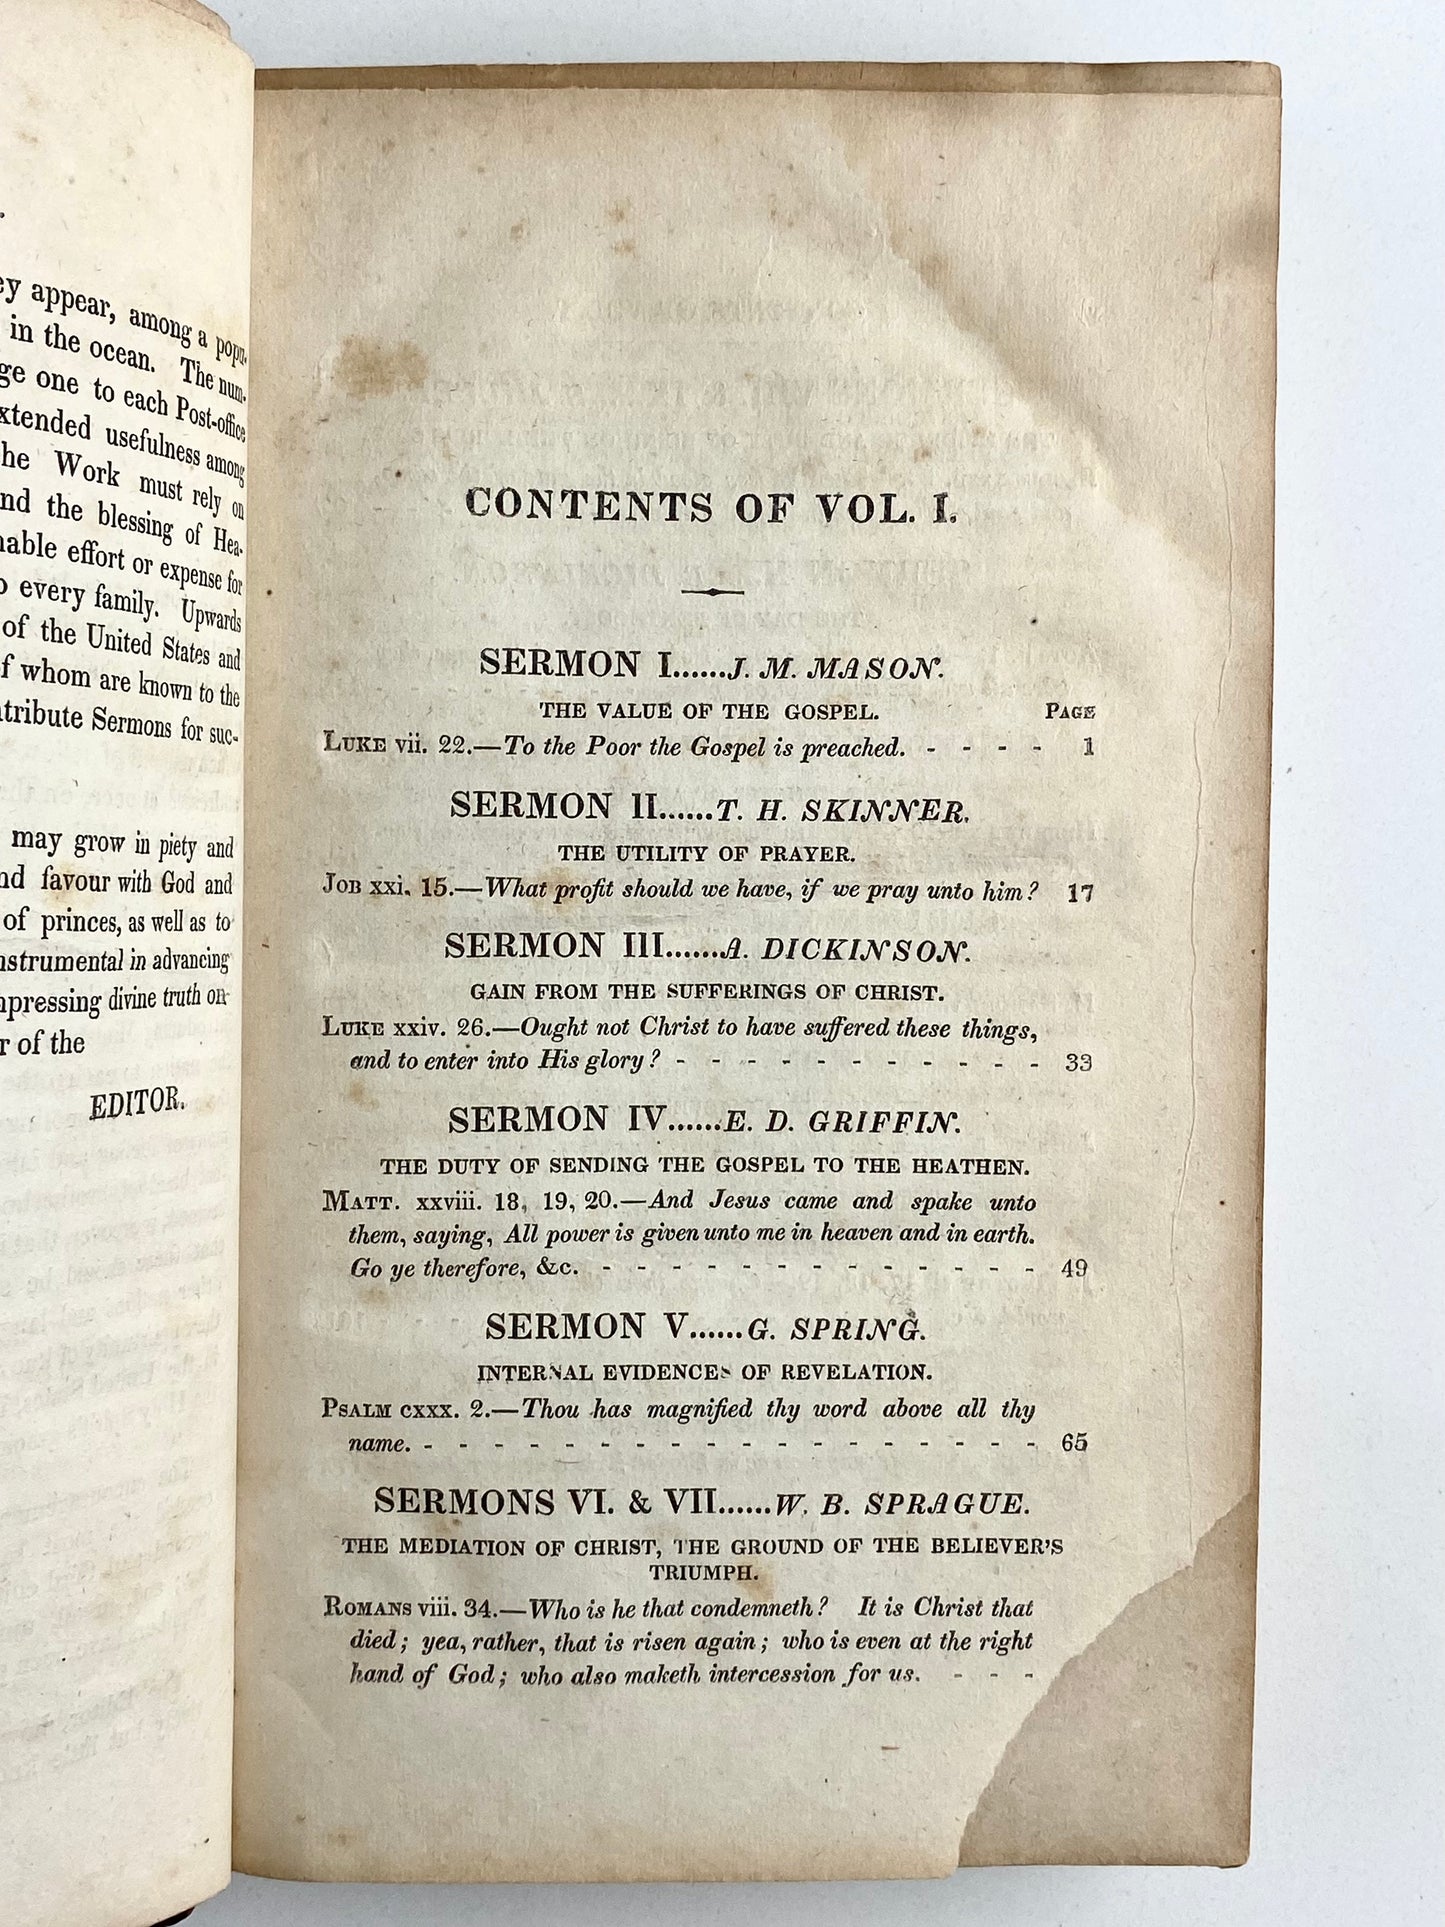 ey appear, among a popu-
in the ocean. The num-
ge one to each Post-office
xtended usefulness among
he Work must rely on
nd the blessing of Hea-
nable effort or expense for
o every family. Upwards
of the United States and
f whom are known to the
ntribute Sermons for suc-
may grow in piety and
nd favour with God and
of princes, as well as to
nstrumental in advancing
mpressing divine truth on
r of the
EDITOR.
CONTENTS OF VOL. I.
SERMON I......J. M. MASON.
THE VALUE OF THE GOSPEL. PAGE
LUKE vii. 22.—To the Poor the Gospel is preached. - - - - 1
SERMON II......T. H. SKINNER.
THE UTILITY OF PRAYER.
JOB xxi. 15.—What profit should we have, if we pray unto him? 17
SERMON III......A. DICKINSON.
GAIN FROM THE SUFFERINGS OF CHRIST.
LUKE xxiv. 26.—Ought not Christ to have suffered these things,
and to enter into His glory? - - - - - - - - - - - 33
SERMON IV......E. D. GRIFFIN.
THE DUTY OF SENDING THE GOSPEL TO THE HEATHEN.
MATT. xxviii. 18, 19, 20.—And Jesus came and spake unto
them, saying, All power is given unto me in heaven and in earth.
Go ye therefore, &c. - - - - - - - - - - - - - 49
SERMON V......G. SPRING.
INTERNAL EVIDENCES OF REVELATION.
PSALM cxxx. 2.—Thou has magnified thy word above all thy
name. - - - - - - - - - - - - - - - - - - 65
SERMONS VI. & VII......W. B. SPRAGUE.
THE MEDIATION OF CHRIST, THE GROUND OF THE BELIEVER'S
TRIUMPH.
ROMANS viii. 34.—Who is he that condemneth? It is Christ that
died; yea, rather, that is risen again; who is even at the right
hand of God; who also maketh intercession for us. - - -